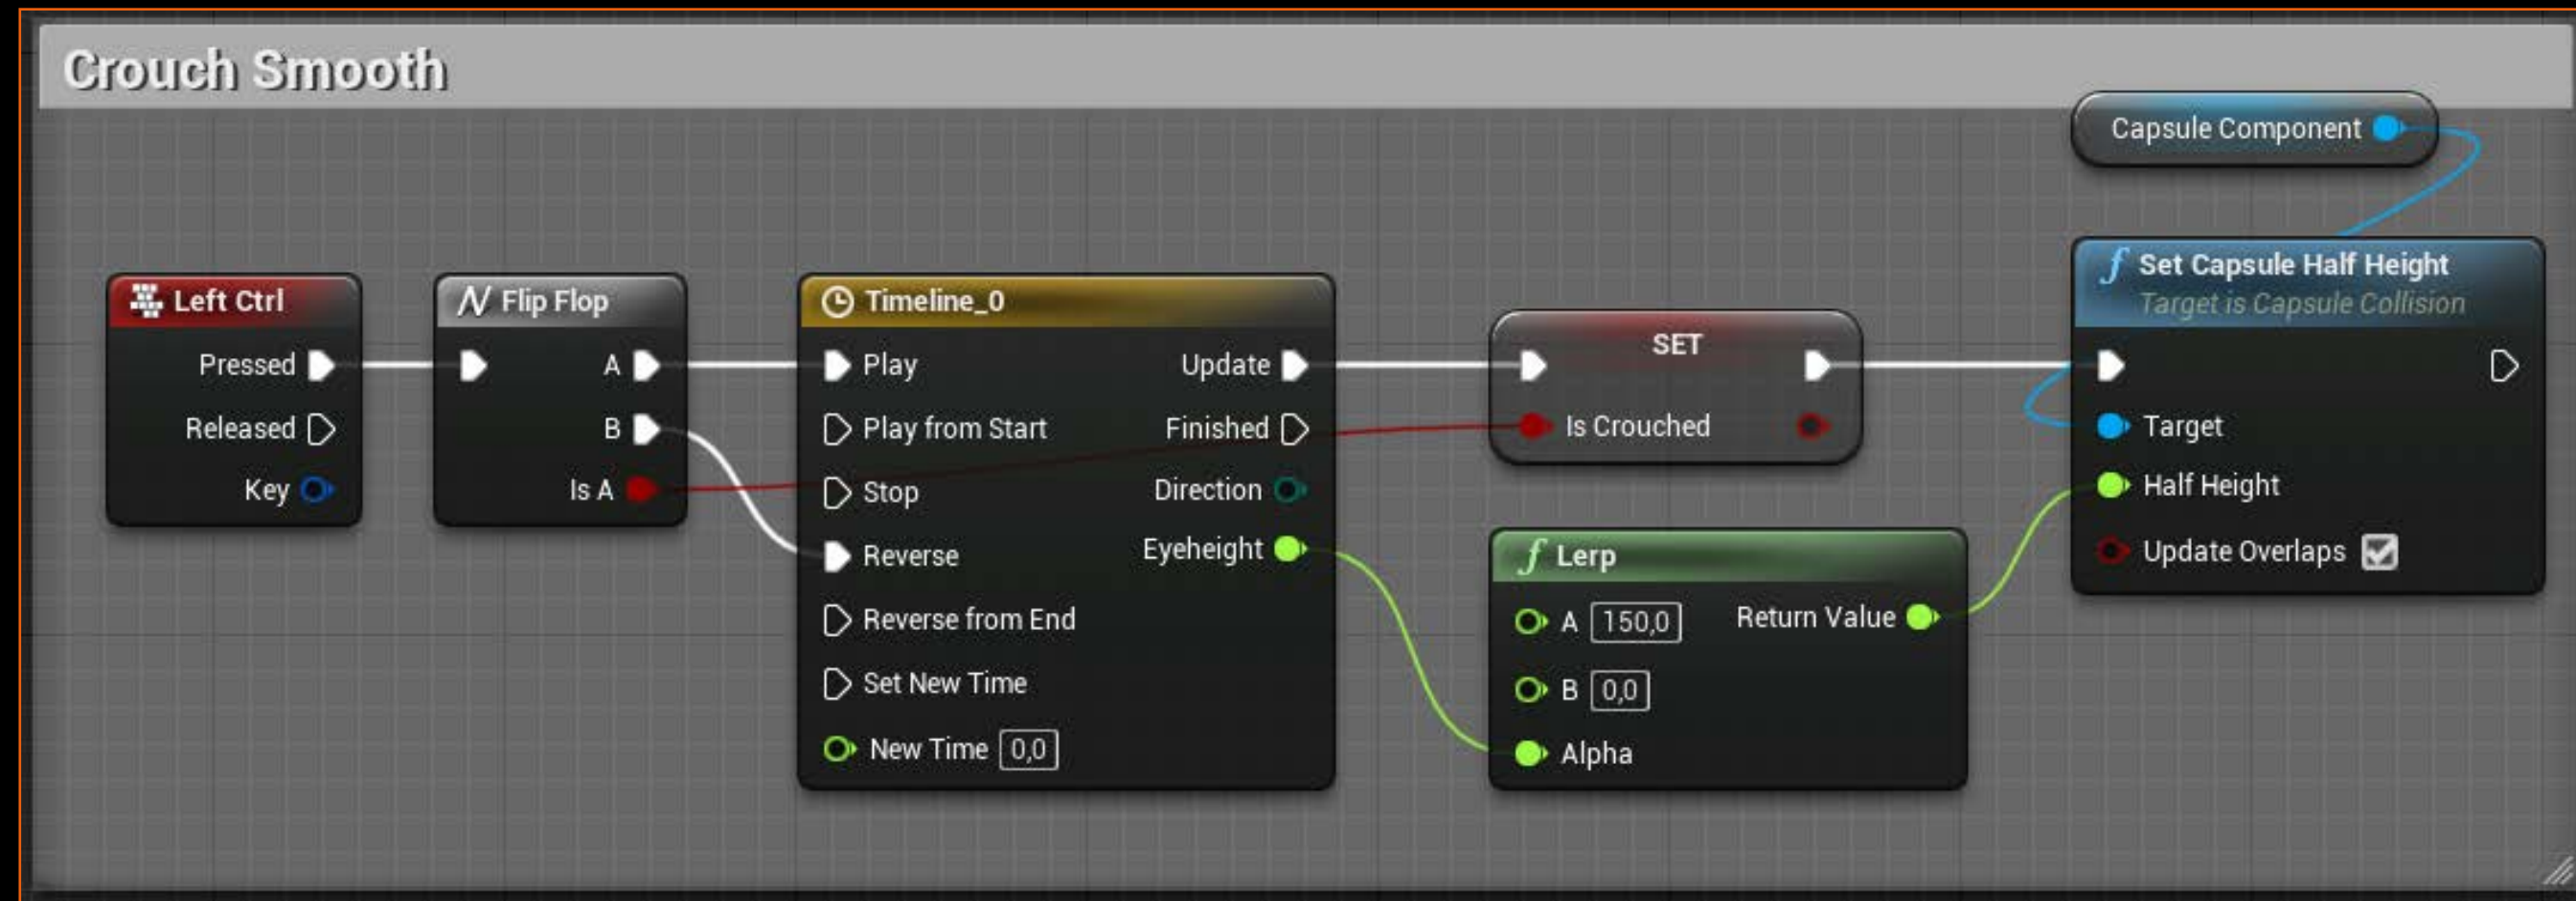 Crouch Smooth
Capsule Component
Left Ctrl
Pressed
Released
Key
Flip Flop
A
B
Is A
Timeline_0
Play
Play from Start
Stop
Reverse
Reverse from End
Set New Time
New Time 0,0
Update
Finished
Direction
Eyeheight
SET
Is Crouched
Lerp
A 150,0
B 0,0
Alpha
Return Value
Set Capsule Half Height
Target is Capsule Collision
Target
Half Height
Update Overlaps